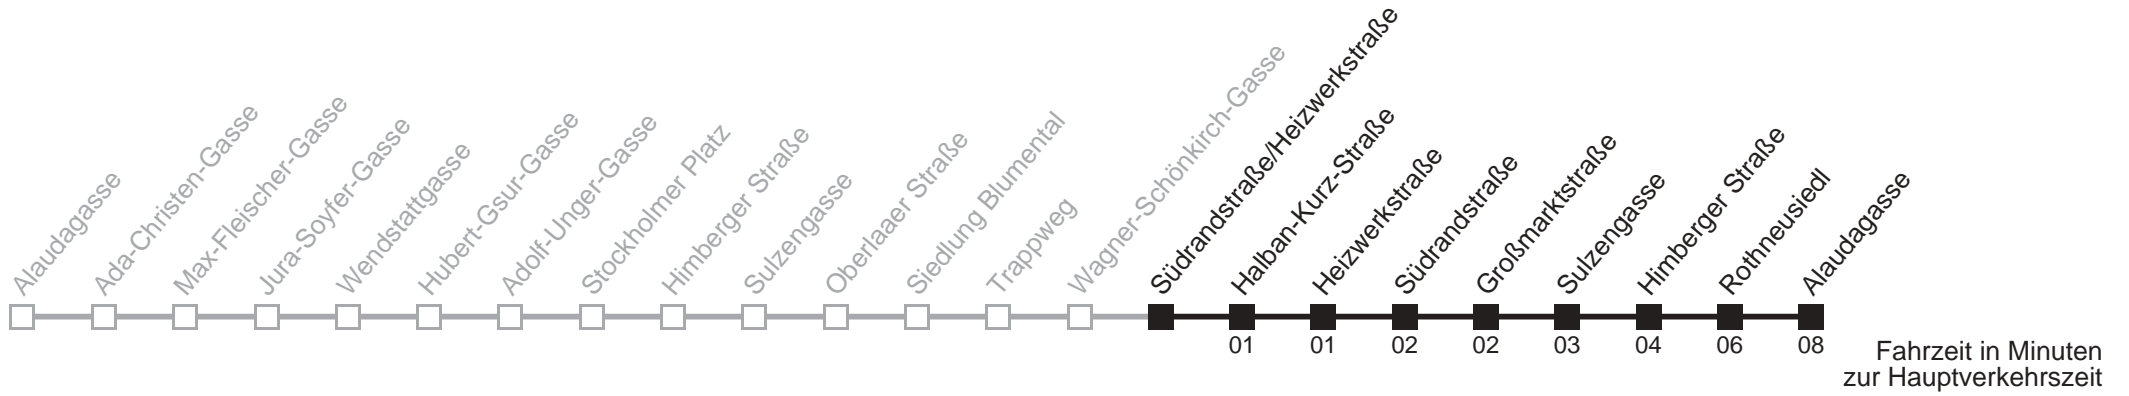 Alaudagasse
Ada-Christen-Gasse
Max-Fleischer-Gasse
Jura-Soyfer-Gasse
Wendstattgasse
Hubert-Gsur-Gasse
Adolf-Unger-Gasse
Stockholmer Platz
Himberger Straße
Sulzengasse
Oberlaaer Straße
Siedlung Blumental
Trappweg
Wagner-Schönkirch-Gasse
Südrandstraße/Heizwerkstraße
Halban-Kurz-Straße
Heizwerkstraße
Südrandstraße
Großmarktstraße
Sulzengasse
Himberger Straße
Rothneusiedl
Alaudagasse
01 01 02 02 03 04 06 08
Fahrzeit in Minuten
zur Hauptverkehrszeit